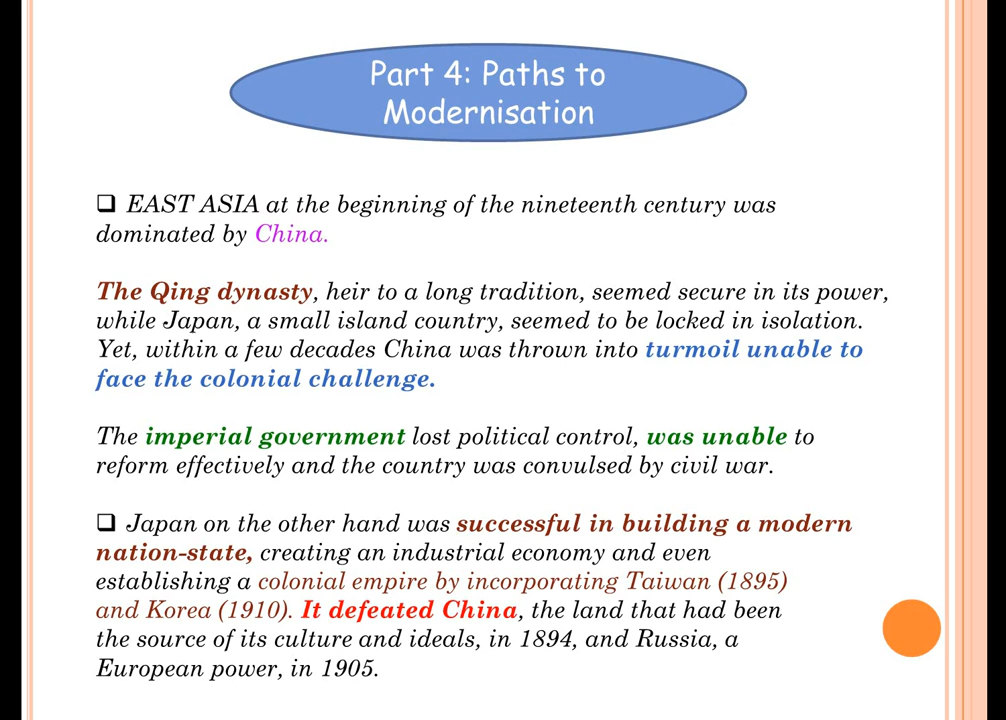 Part 4: Paths to
Modernisation
❑ EAST ASIA at the beginning of the nineteenth century was
dominated by China.
The Qing dynasty, heir to a long tradition, seemed secure in its power,
while Japan, a small island country, seemed to be locked in isolation.
Yet, within a few decades China was thrown into turmoil unable to
face the colonial challenge.
The imperial government lost political control, was unable to
reform effectively and the country was convulsed by civil war.
❑ Japan on the other hand was successful in building a modern
nation-state, creating an industrial economy and even
establishing a colonial empire by incorporating Taiwan (1895)
and Korea (1910). It defeated China, the land that had been
the source of its culture and ideals, in 1894, and Russia, a
European power, in 1905.